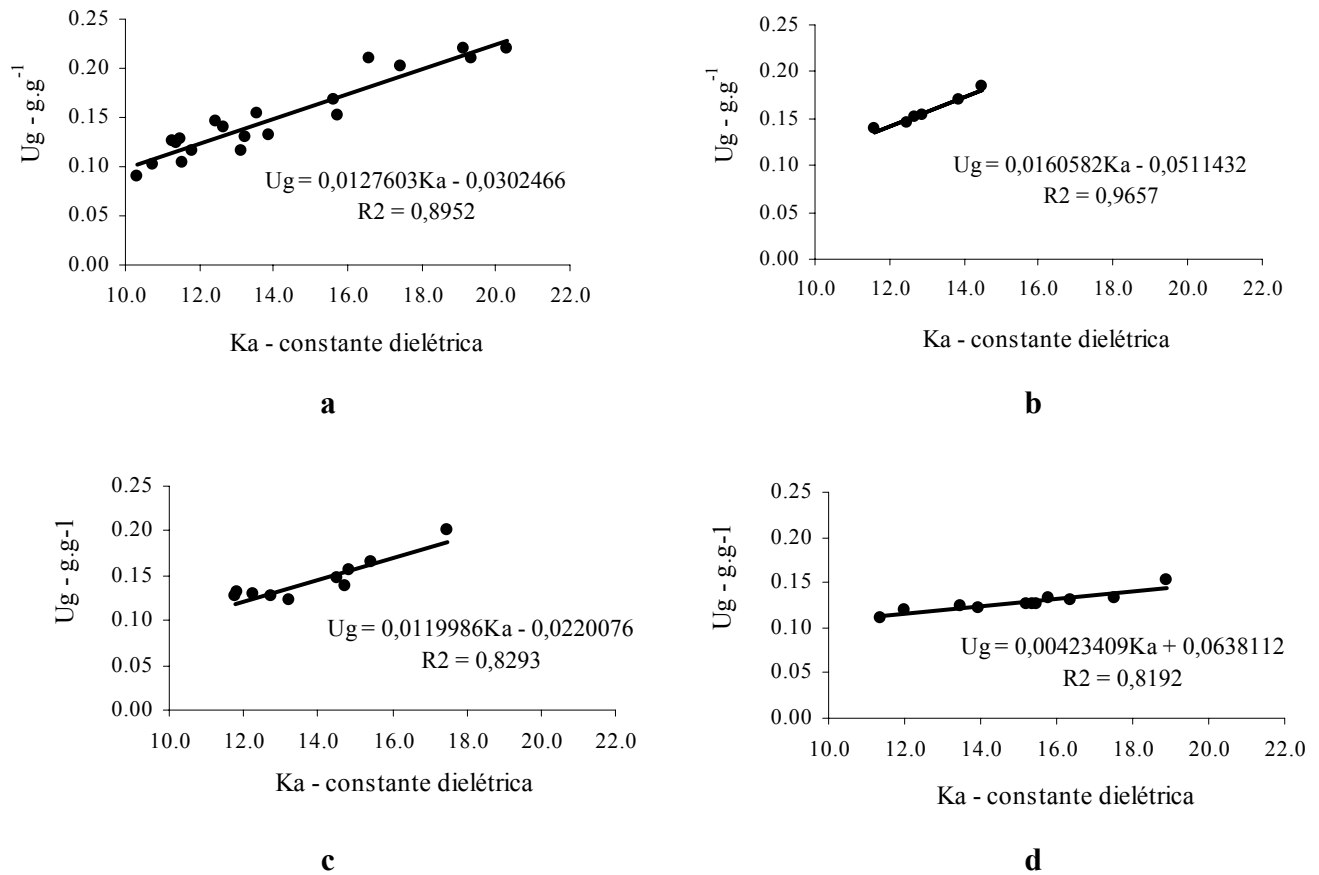 0.25
0.20
0.15
0.10
0.05
0.00
Ug - g.g-1
Ug = 0,0127603Ka - 0,0302466
R2 = 0,8952
10.0 12.0 14.0 16.0 18.0 20.0 22.0
Ka - constante dielétrica
a
0.25
0.20
0.15
0.10
0.05
0.00
Ug - g.g-1
Ug = 0,0160582Ka - 0,0511432
R2 = 0,9657
10.0 12.0 14.0 16.0 18.0 20.0 22.0
Ka - constante dielétrica
b
0.25
0.20
0.15
0.10
0.05
0.00
Ug - g.g-1
Ug = 0,0119986Ka - 0,0220076
R2 = 0,8293
10.0 12.0 14.0 16.0 18.0 20.0 22.0
Ka - constante dielétrica
c
0.25
0.20
0.15
0.10
0.05
0.00
Ug - g.g-1
Ug = 0,00423409Ka + 0,0638112
R2 = 0,8192
10.0 12.0 14.0 16.0 18.0 20.0 22.0
Ka - constante dielétrica
d